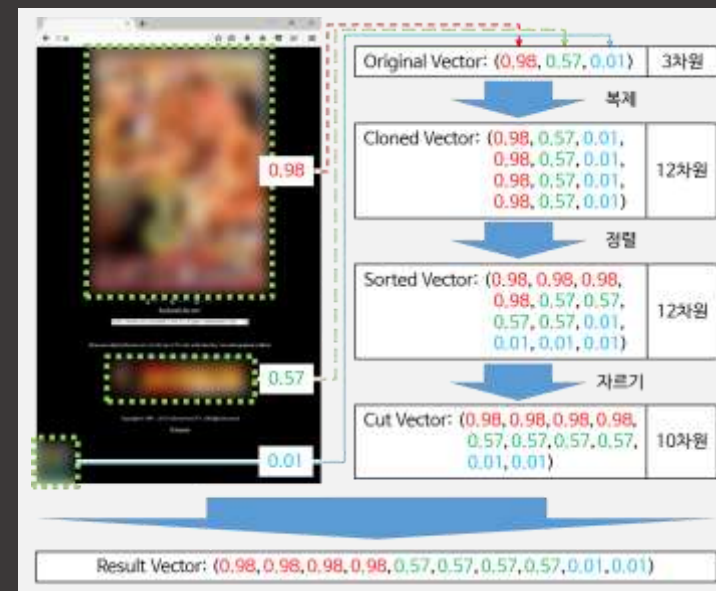 0.98
0.57
0.01
Original Vector: (0.98, 0.57, 0.01)
3차원
복제
Cloned Vector: (0.98, 0.57, 0.01,
0.98, 0.57, 0.01,
0.98, 0.57, 0.01,
0.98, 0.57, 0.01)
12차원
정렬
Sorted Vector: (0.98, 0.98, 0.98,
0.98, 0.57, 0.57,
0.57, 0.57, 0.01,
0.01, 0.01, 0.01)
12차원
자르기
Cut Vector: (0.98, 0.98, 0.98, 0.98,
0.57, 0.57, 0.57, 0.57,
0.01, 0.01)
10차원
Result Vector: (0.98, 0.98, 0.98, 0.98, 0.57, 0.57, 0.57, 0.57, 0.01, 0.01)